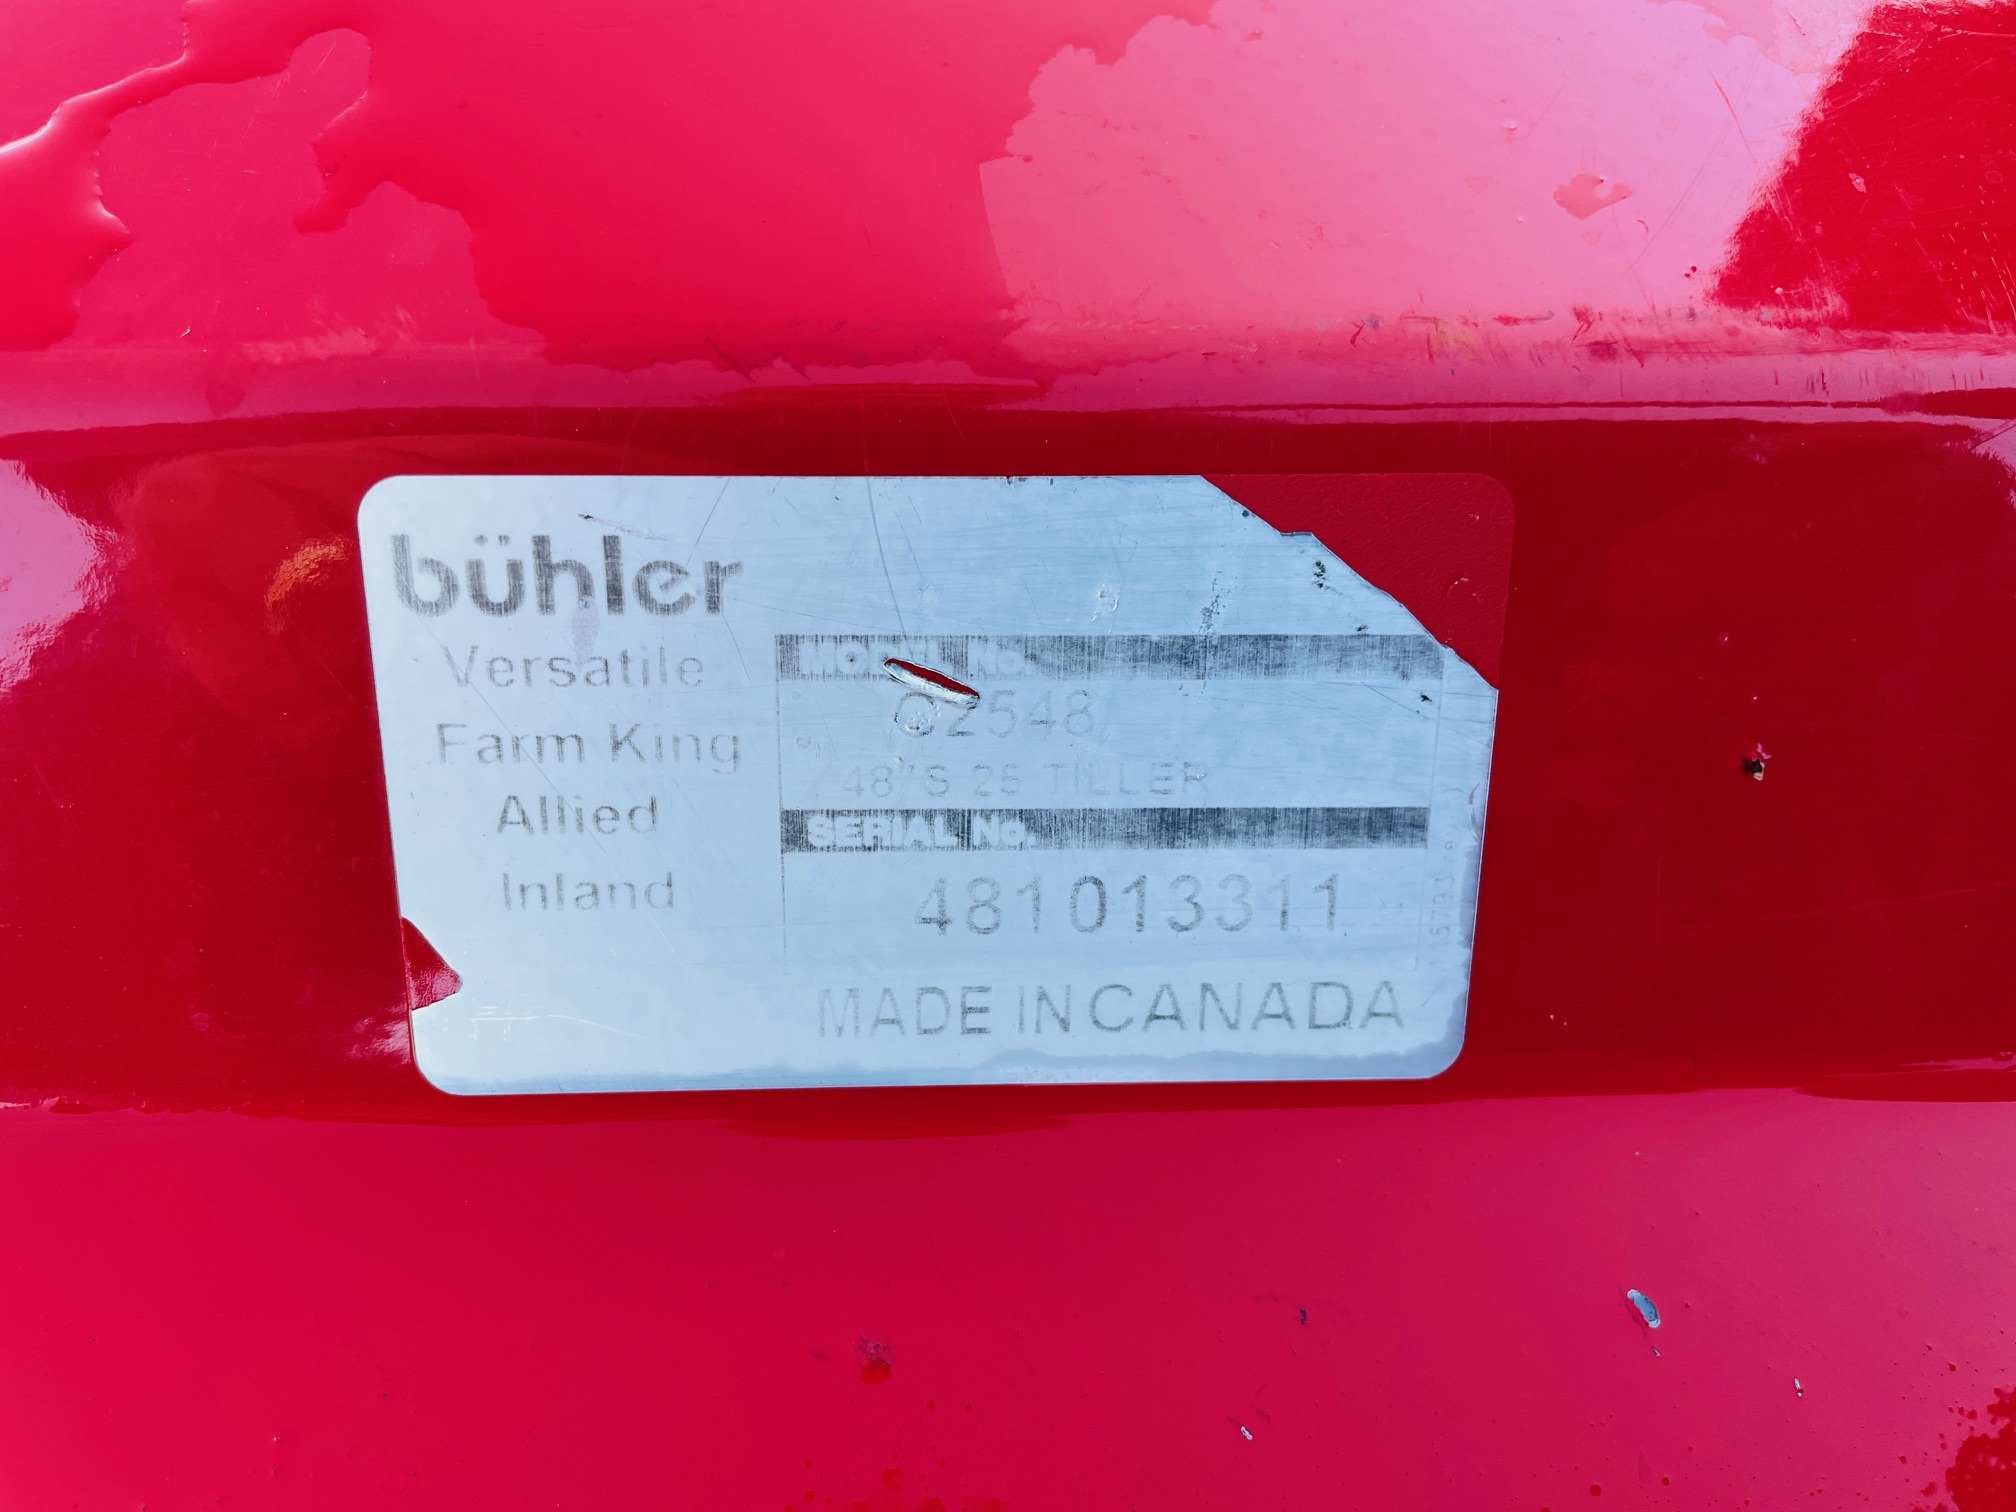 bühler
Versatile
Farm King
Allied
Inland
MODEL NO.
C2548
48"S 25 TILLER
SERIAL No.
481013311
MADE IN CANADA